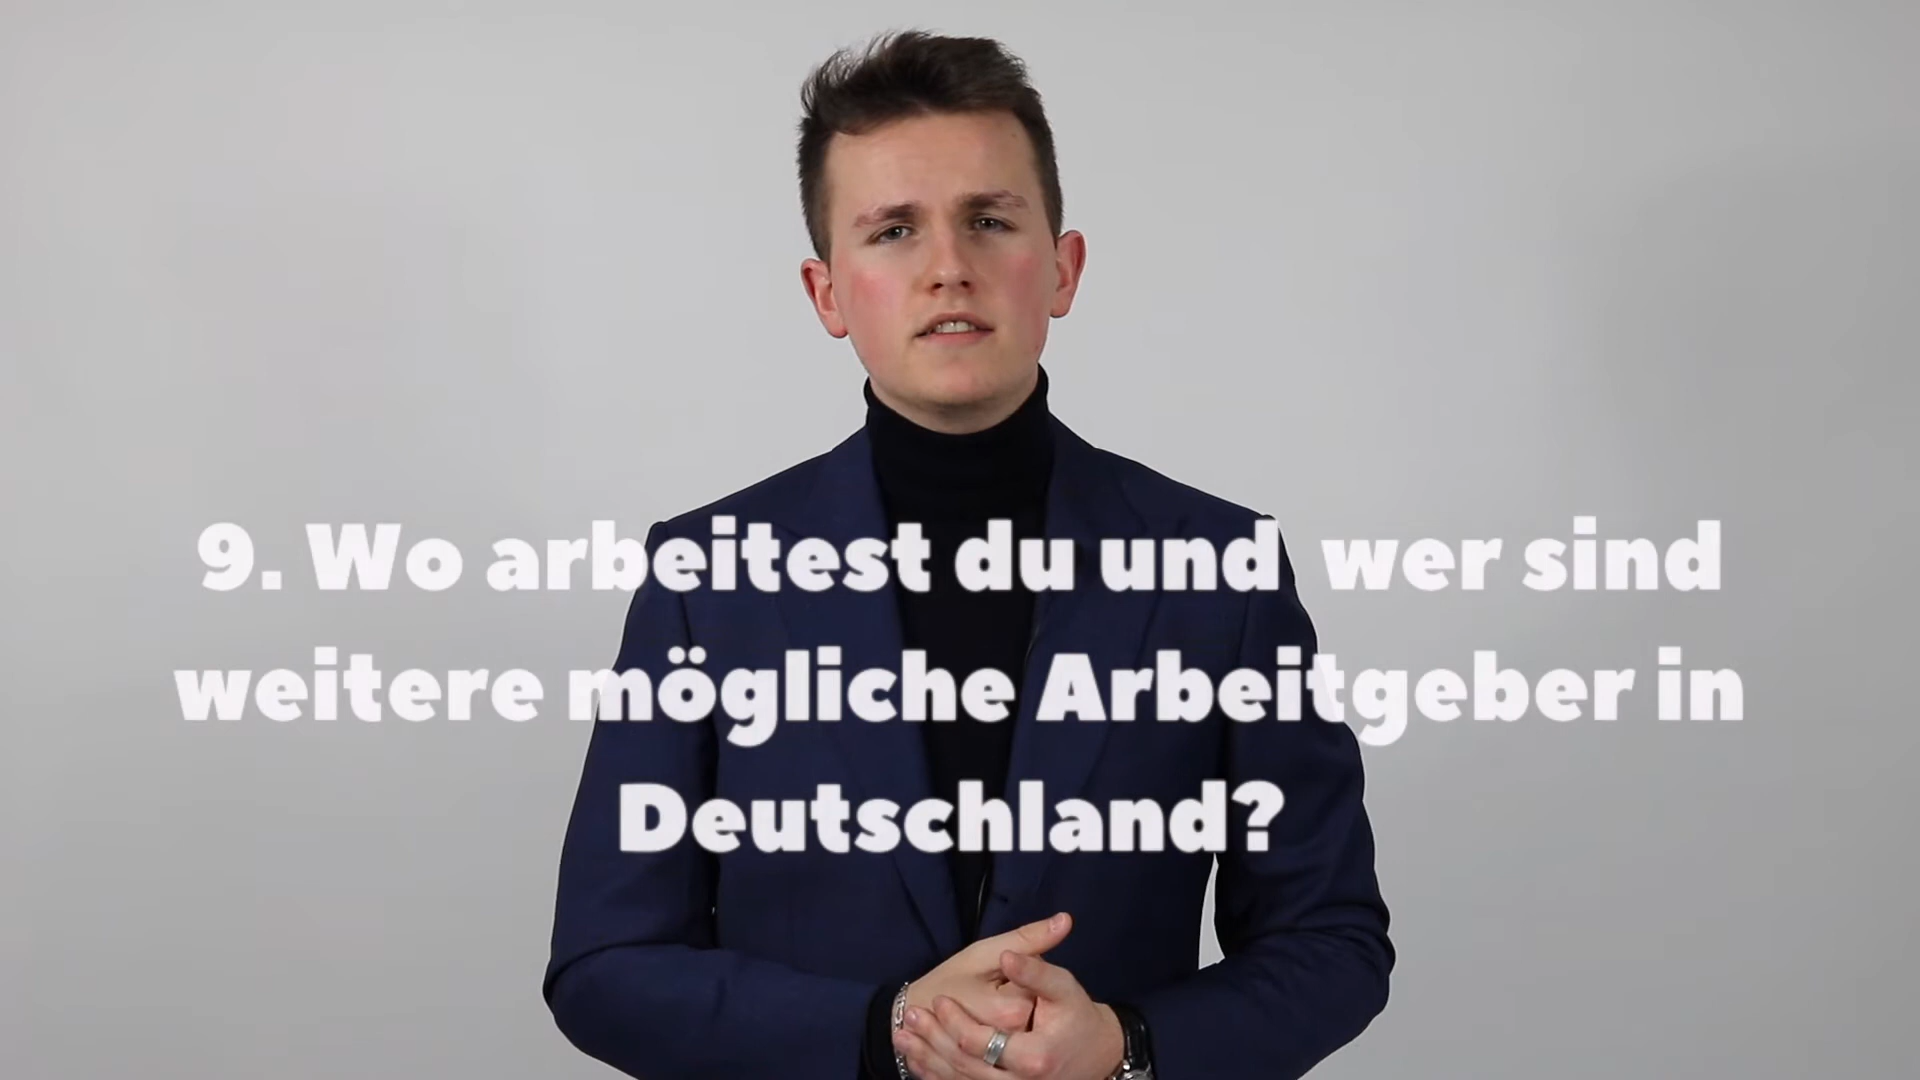 9. Wo arbeitest du und wer sind
weitere mögliche Arbeitgeber in
Deutschland?